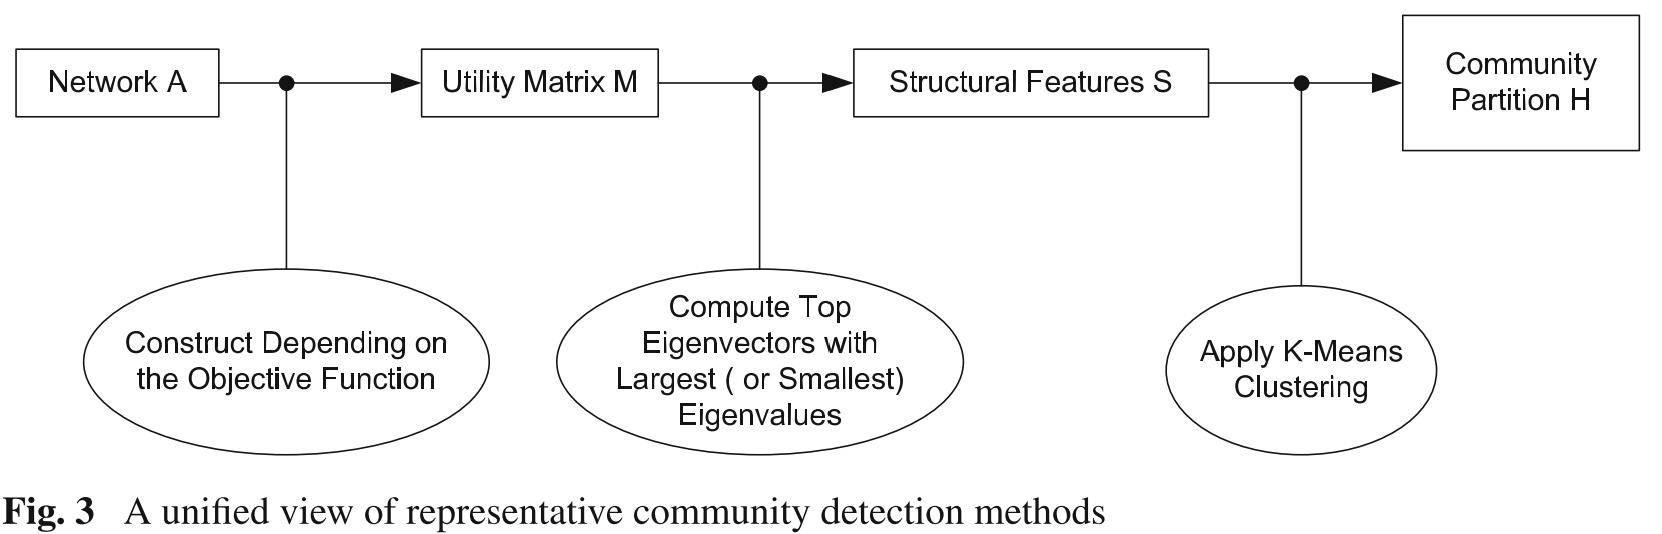 Network A
Utility Matrix M
Structural Features S
Community
Partition H
Construct Depending on
the Objective Function
Compute Top
Eigenvectors with
Largest ( or Smallest)
Eigenvalues
Apply K-Means
Clustering
Fig. 3 A unified view of representative community detection methods